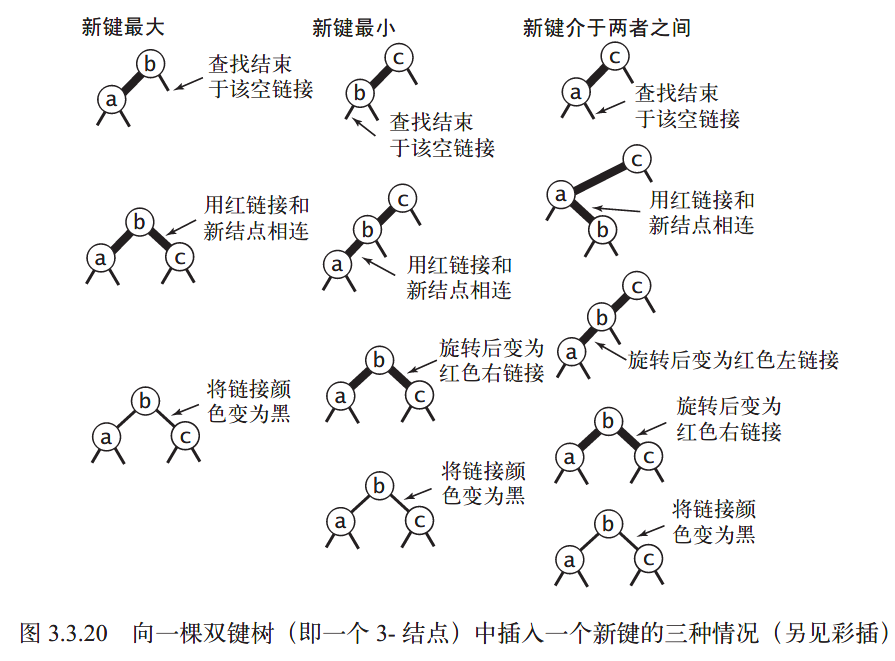 新键最大
b
a
查找结束
于该空链接
b
a
c
用红链接和
新结点相连
b
a
c
将链接颜
色变为黑
新键最小
c
b
查找结束
于该空链接
c
b
a
用红链接和
新结点相连
b
a
c
旋转后变为
红色右链接
b
a
c
将链接颜
色变为黑
新键介于两者之间
c
a
查找结束
于该空链接
c
a
b
用红链接和
新结点相连
c
b
a
旋转后变为红色左链接
b
a
c
旋转后变为
红色右链接
b
a
c
将链接颜
色变为黑
图 3.3.20 向一棵双键树（即一个 3- 结点）中插入一个新键的三种情况（另见彩插）